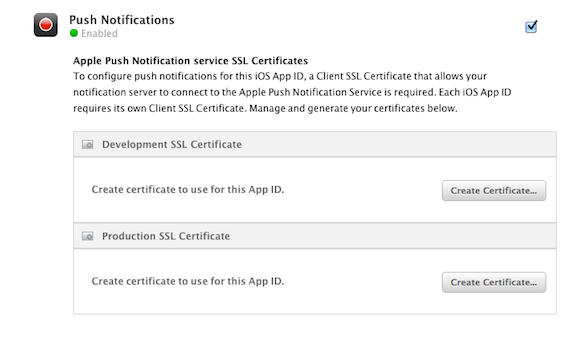 Push Notifications
Enabled
Apple Push Notification service SSL Certificates
To configure push notifications for this iOS App ID, a Client SSL Certificate that allows your
notification server to connect to the Apple Push Notification Service is required. Each iOS App ID
requires its own Client SSL Certificate. Manage and generate your certificates below.
Development SSL Certificate
Create certificate to use for this App ID.
Create Certificate...
Production SSL Certificate
Create certificate to use for this App ID.
Create Certificate...